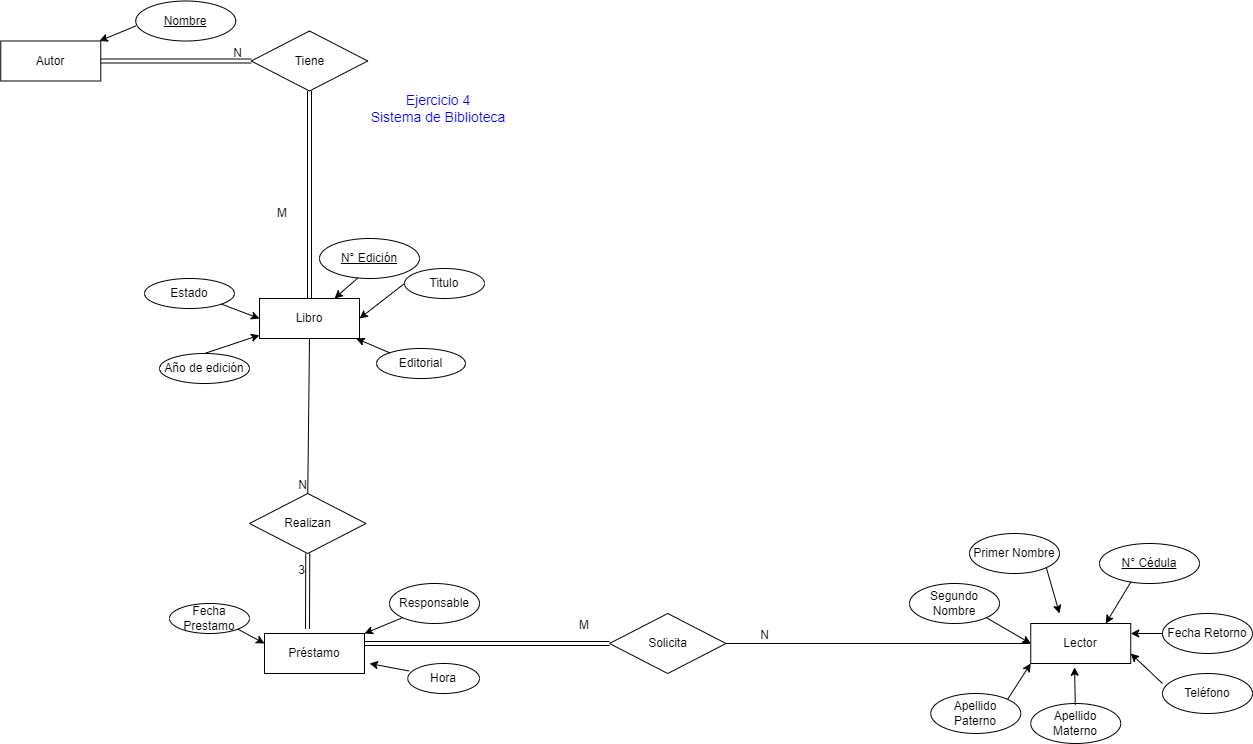 Nombre
Autor
N
Tiene
Ejercicio 4
Sistema de Biblioteca
M
N° Edición
Titulo
Estado
Libro
Año de edición
Editorial
N
Realizan
3
Fecha
Prestamo
Responsable
Préstamo
Hora
M
Solicita
N
Primer Nombre
N° Cédula
Segundo
Nombre
Lector
Fecha Retorno
Apellido
Paterno
Apellido
Materno
Teléfono